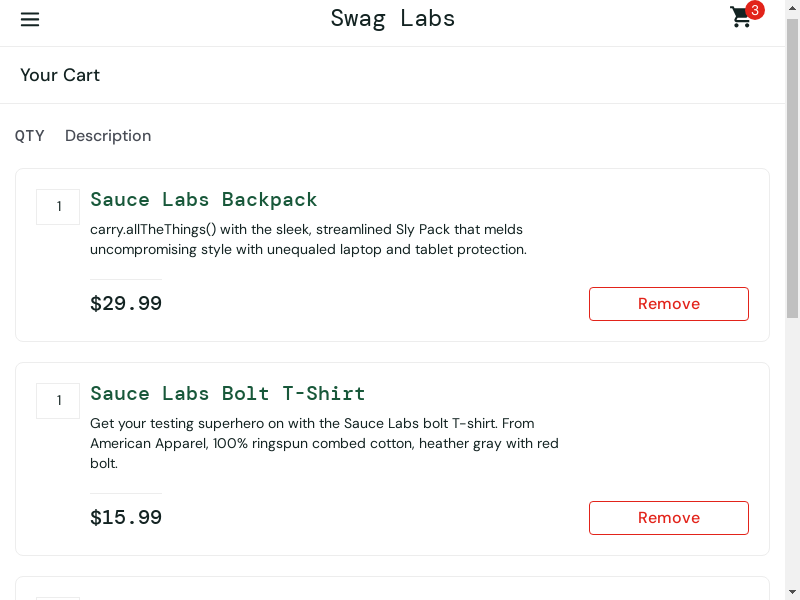 Swag Labs
3
Your Cart
QTY
Description
1
Sauce Labs Backpack
carry.allTheThings() with the sleek, streamlined Sly Pack that melds
uncompromising style with unequaled laptop and tablet protection.
$29.99
Remove
1
Sauce Labs Bolt T-Shirt
Get your testing superhero on with the Sauce Labs bolt T-shirt. From
American Apparel, 100% ringspun combed cotton, heather gray with red
bolt.
$15.99
Remove